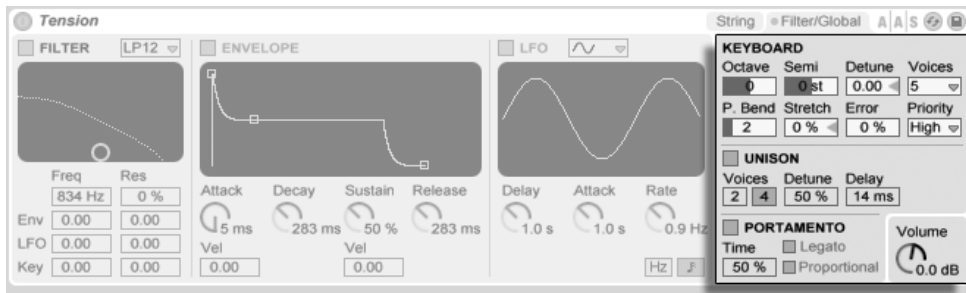 Tension
String Filter/Global AAS
FILTER LP12
Freq Res
834 Hz 0 %
Env 0.00 0.00
LFO 0.00 0.00
Key 0.00 0.00
ENVELOPE
Attack Decay Sustain Release
5 ms 283 ms 50 % 283 ms
Vel Vel
0.00 0.00
LFO
Delay Attack Rate
1.0 s 1.0 s 0.9 Hz
Hz
KEYBOARD
Octave Semi Detune Voices
0 0 st 0.00 5
P. Bend Stretch Error Priority
2 0 % 0 % High
UNISON
Voices Detune Delay
2 4 50 % 14 ms
PORTAMENTO
Time Legato
50 % Proportional
Volume
0.0 dB